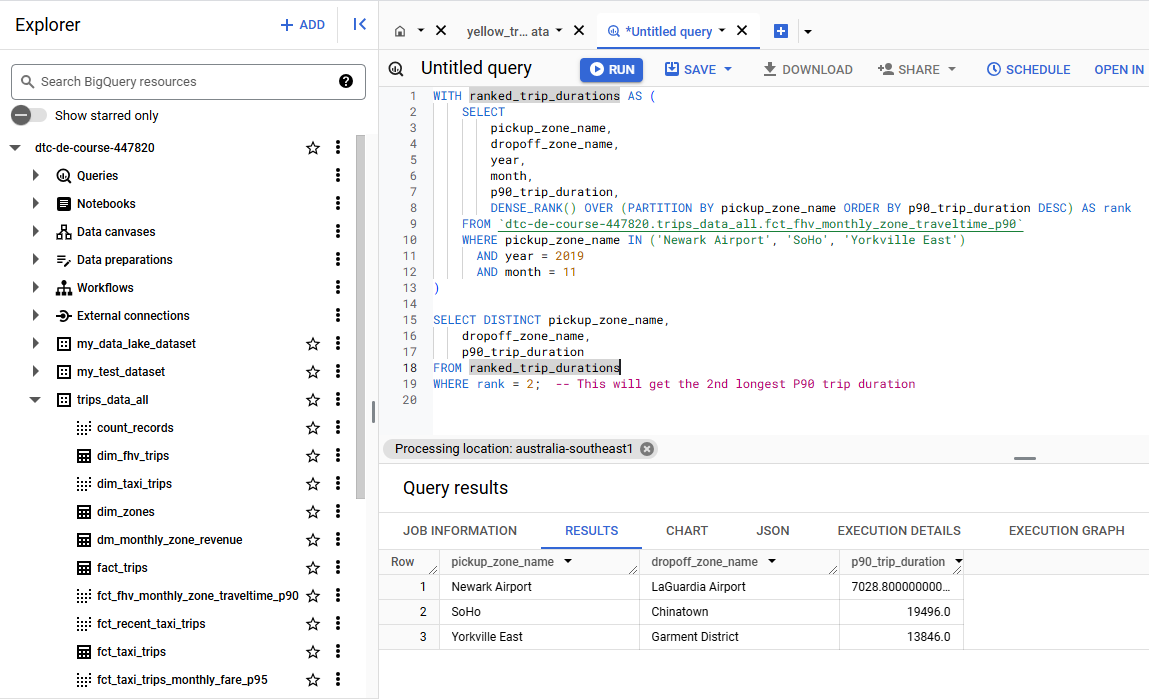 Explorer
+ ADD
Search BigQuery resources
Show starred only
dtc-de-course-447820
Queries
Notebooks
Data canvases
Data preparations
Workflows
External connections
my_data_lake_dataset
my_test_dataset
trips_data_all
count_records
dim_fhv_trips
dim_taxi_trips
dim_zones
dm_monthly_zone_revenue
fact_trips
fct_fhv_monthly_zone_traveltime_p90
fct_recent_taxi_trips
fct_taxi_trips
fct_taxi_trips_monthly_fare_p95
yellow_tr... ata
*Untitled query
Untitled query
RUN
SAVE
DOWNLOAD
SHARE
SCHEDULE
OPEN IN
1 WITH ranked_trip_durations AS (
2 SELECT
3 pickup_zone_name,
4 dropoff_zone_name,
5 year,
6 month,
7 p90_trip_duration,
8 DENSE_RANK() OVER (PARTITION BY pickup_zone_name ORDER BY p90_trip_duration DESC) AS rank
9 FROM `dtc-de-course-447820.trips_data_all.fct_fhv_monthly_zone_traveltime_p90`
10 WHERE pickup_zone_name IN ('Newark Airport', 'SoHo', 'Yorkville East')
11 AND year = 2019
12 AND month = 11
13 )
14
15 SELECT DISTINCT pickup_zone_name,
16 dropoff_zone_name,
17 p90_trip_duration
18 FROM ranked_trip_durations
19 WHERE rank = 2; -- This will get the 2nd longest P90 trip duration
20
Processing location: australia-southeast1
Query results
JOB INFORMATION RESULTS CHART JSON EXECUTION DETAILS EXECUTION GRAPH
Row pickup_zone_name dropoff_zone_name p90_trip_duration
1 Newark Airport LaGuardia Airport 7028.800000000...
2 SoHo Chinatown 19496.0
3 Yorkville East Garment District 13846.0